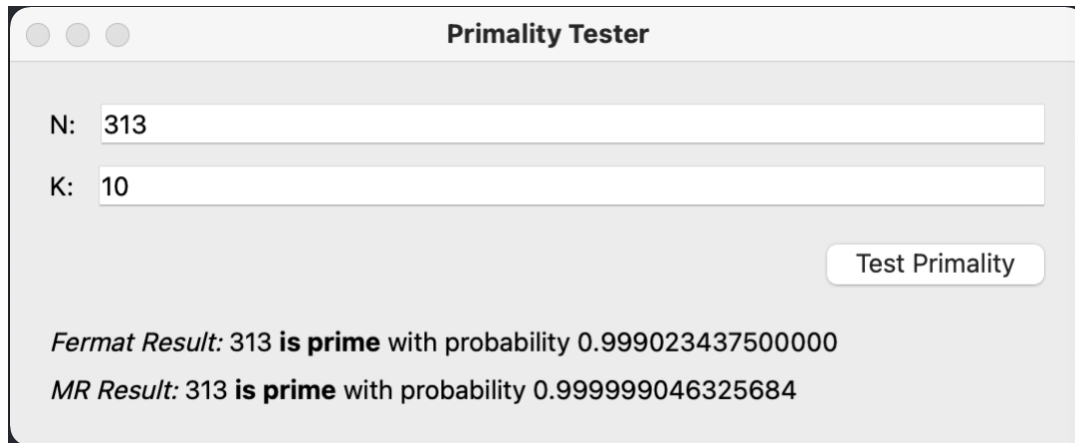 Primality Tester
N: 313
K: 10
Test Primality
Fermat Result: 313 is prime with probability 0.999023437500000
MR Result: 313 is prime with probability 0.999999046325684